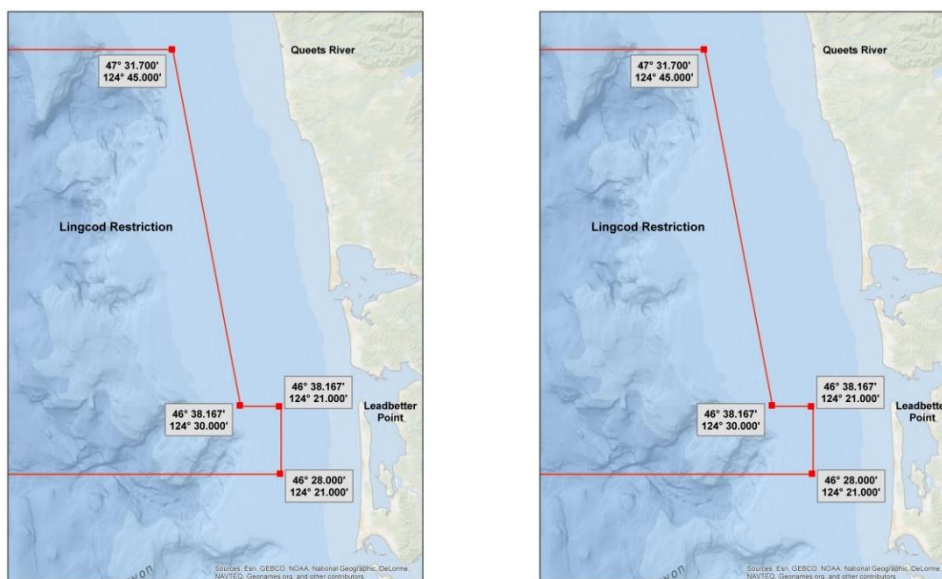 Queets River
47° 31.700'
124° 45.000'
Lingcod Restriction
46° 38.167'
124° 21.000'
46° 38.167'
124° 30.000'
Leadbetter
Point
46° 28.000'
124° 21.000'
yon
Sources: Esri, GEBCO, NOAA, National Geographic, DeLorme,
NAVTEQ, Geonames.org, and other contributors
Queets River
47° 31.700'
124° 45.000'
Lingcod Restriction
46° 38.167'
124° 21.000'
46° 38.167'
124° 30.000'
Leadbette
Point
46° 28.000'
124° 21.000'
yon
Sources: Esri, GEBCO, NOAA, National Geographic, DeLorme,
NAVTEQ, Geonames.org, and other contributors